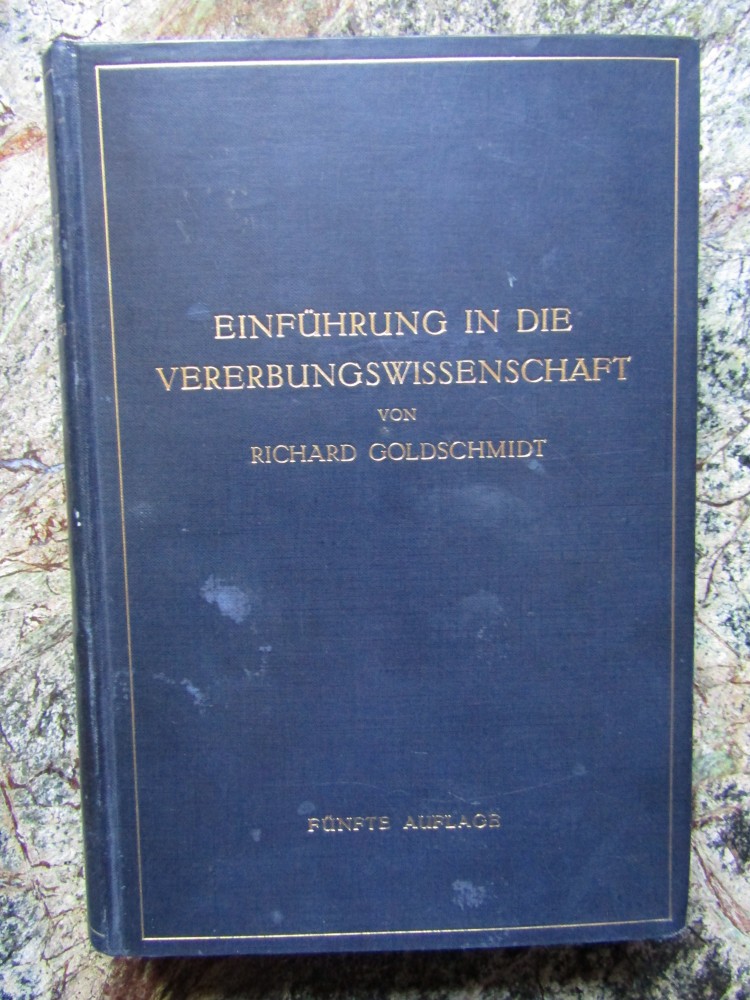 EINFÜHRUNG IN DIE
VERERBUNGSWISSENSCHAFT
VON
RICHARD GOLDSCHMIDT
FÜNFTE AUFLAGE